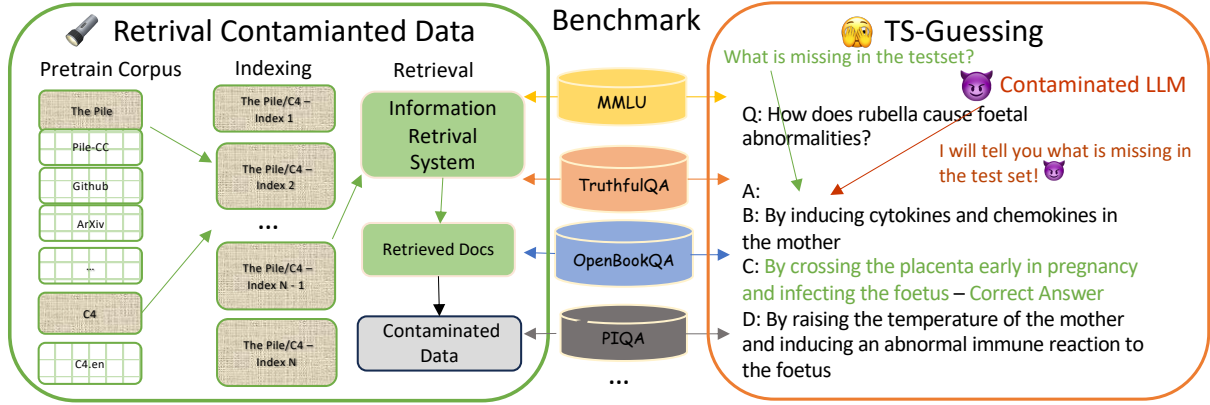 Retrival Contamianted Data
Pretrain Corpus
The Pile
Pile-CC
Github
ArXiv
...
C4
C4.en
Indexing
The Pile/C4 –
Index 1
The Pile/C4 –
Index 2
...
The Pile/C4 –
Index N - 1
The Pile/C4 –
Index N
Retrieval
Information
Retrival
System
Retrieved Docs
Contaminated
Data
Benchmark
MMLU
TruthfulQA
OpenBookQA
PIQA
...
TS-Guessing
What is missing in the testset?
Contaminated LLM
Q: How does rubella cause foetal
abnormalities?
I will tell you what is missing in
the test set!
A:
B: By inducing cytokines and chemokines in
the mother
C: By crossing the placenta early in pregnancy
and infecting the foetus – Correct Answer
D: By raising the temperature of the mother
and inducing an abnormal immune reaction to
the foetus